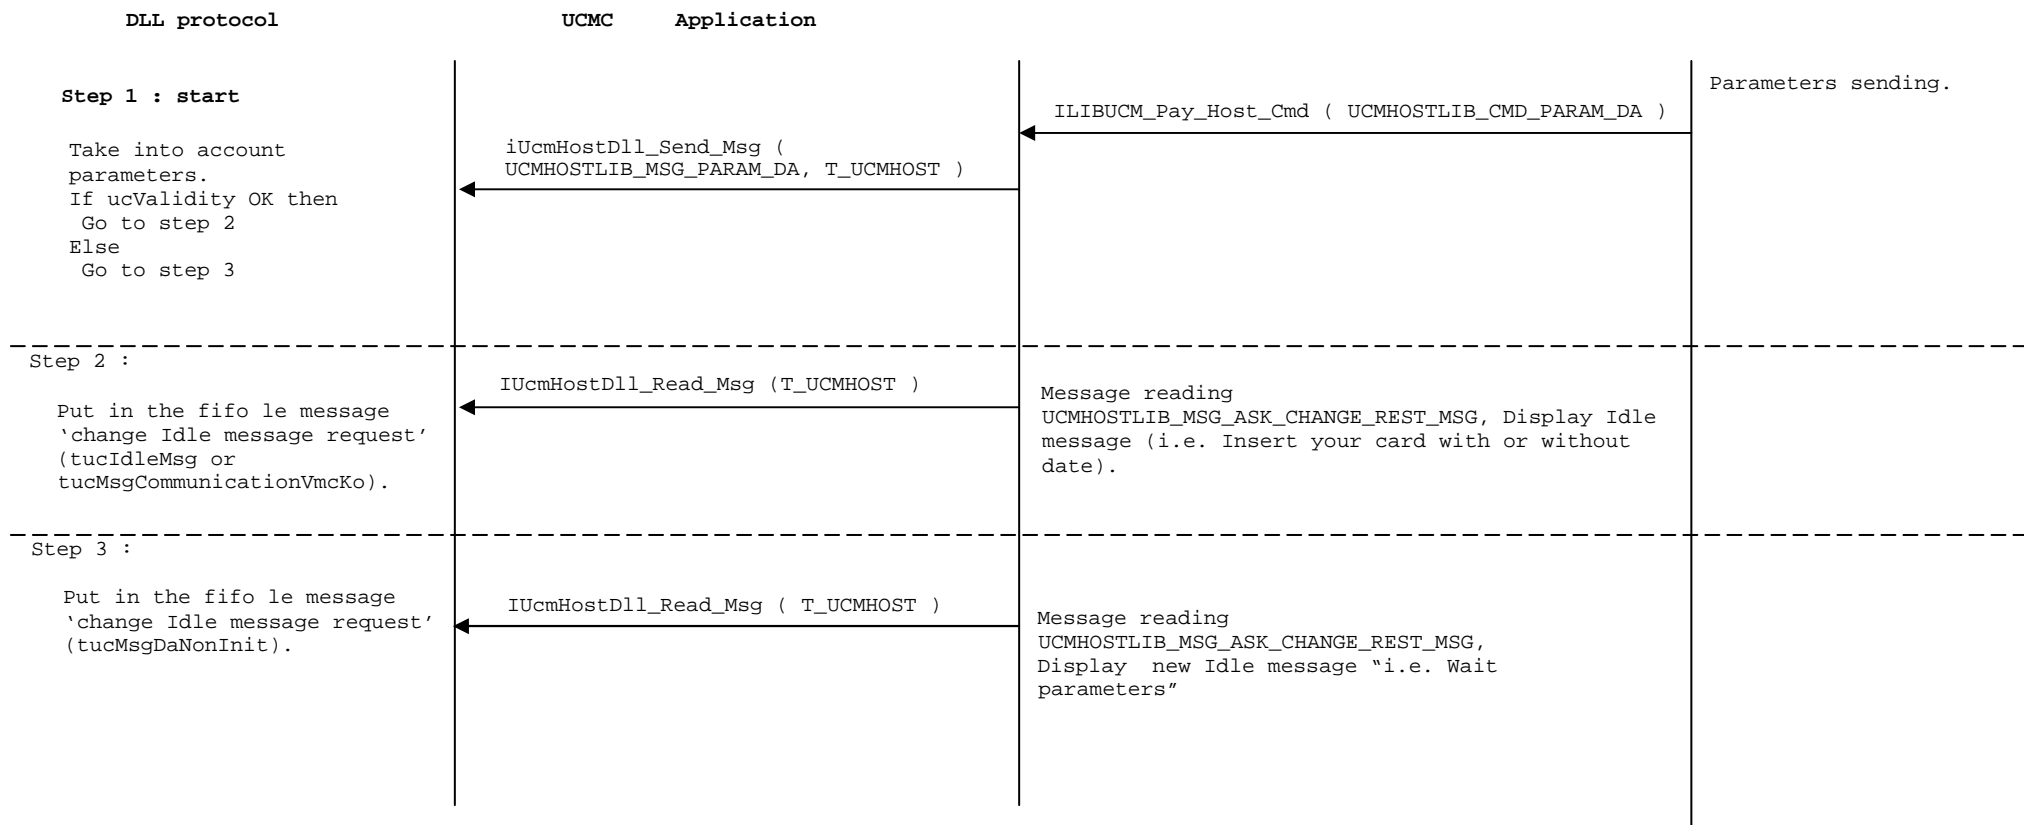 DLL protocol UCMC Application
Step 1 : start
Take into account
parameters.
If ucValidity OK then
Go to step 2
Else
Go to step 3
iUcmHostDll_Send_Msg (
UCMHOSTLIB_MSG_PARAM_DA, T_UCMHOST )
ILIBUCM_Pay_Host_Cmd ( UCMHOSTLIB_CMD_PARAM_DA )
Parameters sending.
Step 2 :
Put in the fifo le message
‘change Idle message request’
(tucIdleMsg or
tucMsgCommunicationVmcKo).
IUcmHostDll_Read_Msg (T_UCMHOST )
Message reading
UCMHOSTLIB_MSG_ASK_CHANGE_REST_MSG, Display Idle
message (i.e. Insert your card with or without
date).
Step 3 :
Put in the fifo le message
‘change Idle message request’
(tucMsgDaNonInit).
IUcmHostDll_Read_Msg ( T_UCMHOST )
Message reading
UCMHOSTLIB_MSG_ASK_CHANGE_REST_MSG,
Display new Idle message “i.e. Wait
parameters”